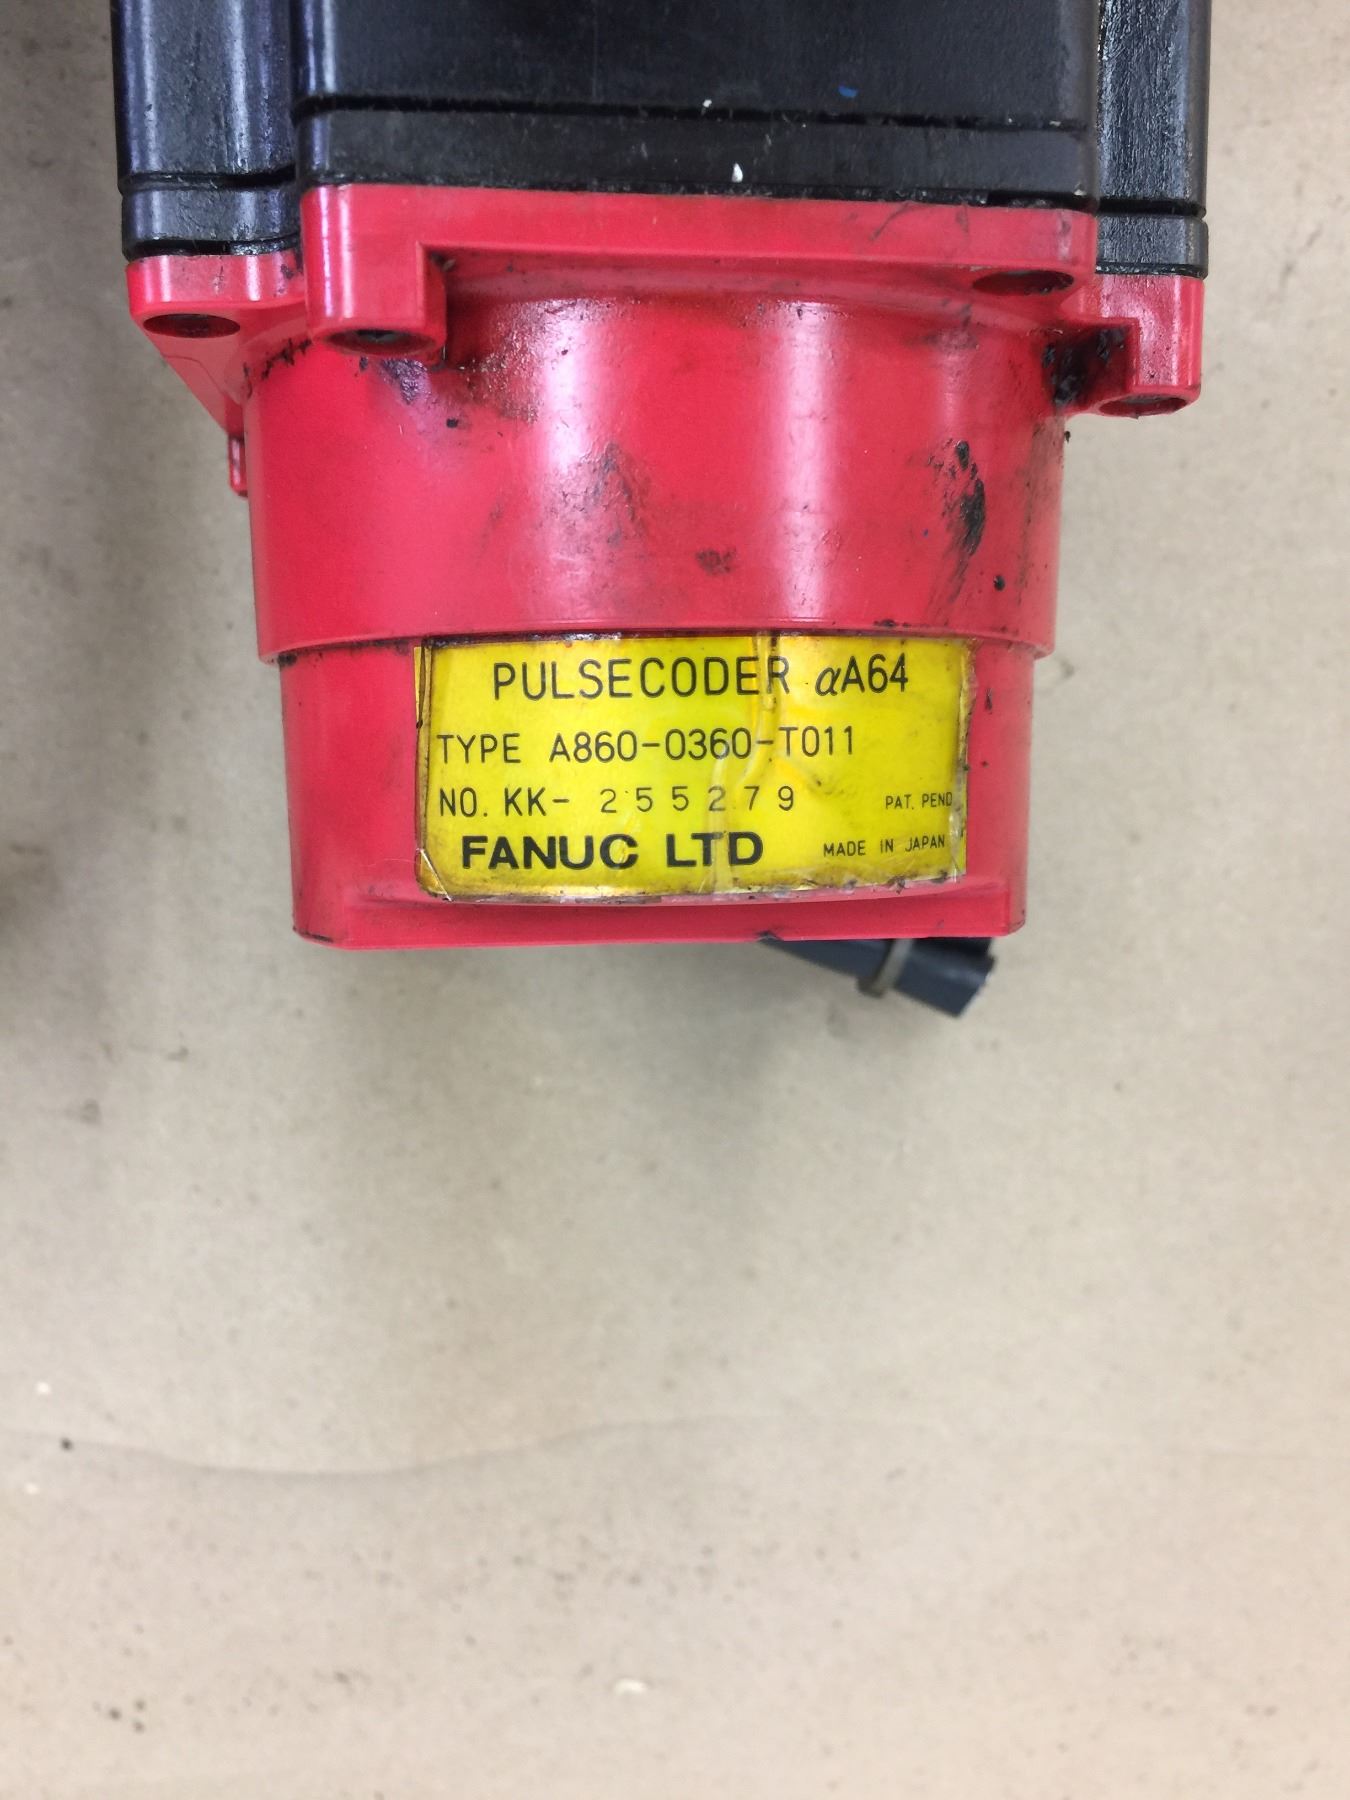 PULSECODER αA64
TYPE A860-0360-T011
NO. KK- 255279 PAT. PEND
FANUC LTD MADE IN JAPAN